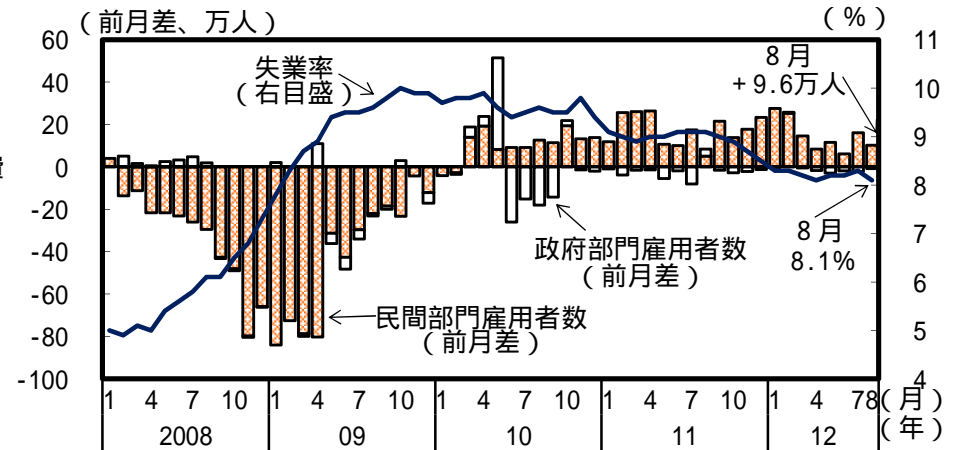 （前月差、万人）
（％）
60
40
20
0
-20
-40
-60
-80
-100
11
10
9
8
7
6
5
4
失業率
（右目盛）
8月
＋9.6万人
政府部門雇用者数
（前月差）
8月
8.1%
民間部門雇用者数
（前月差）
1 4 7 10 1 4 7 10 1 4 7 10 1 4 7 10 1 4 7 8 （月）
2008 09 10 11 12 （年）